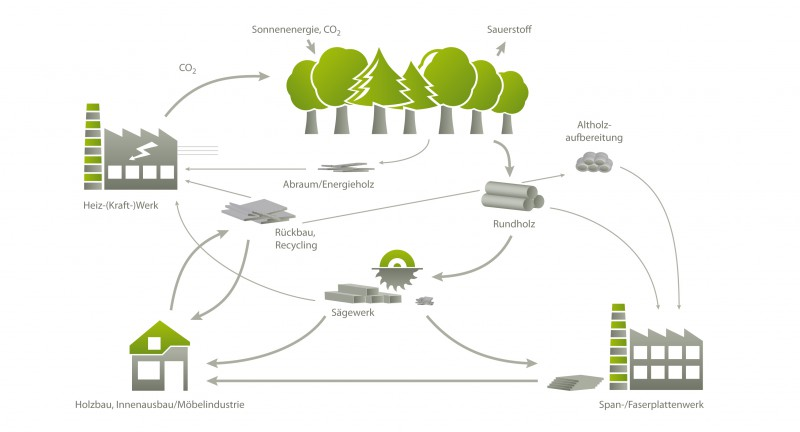 Sonnenenergie, CO₂
Sauerstoff
CO₂
Altholz-
aufbereitung
Abraum/Energieholz
Heiz-(Kraft-)Werk
Rundholz
Rückbau,
Recycling
Sägewerk
Holzbau, Innenausbau/Möbelindustrie
Span-/Faserplattenwerk